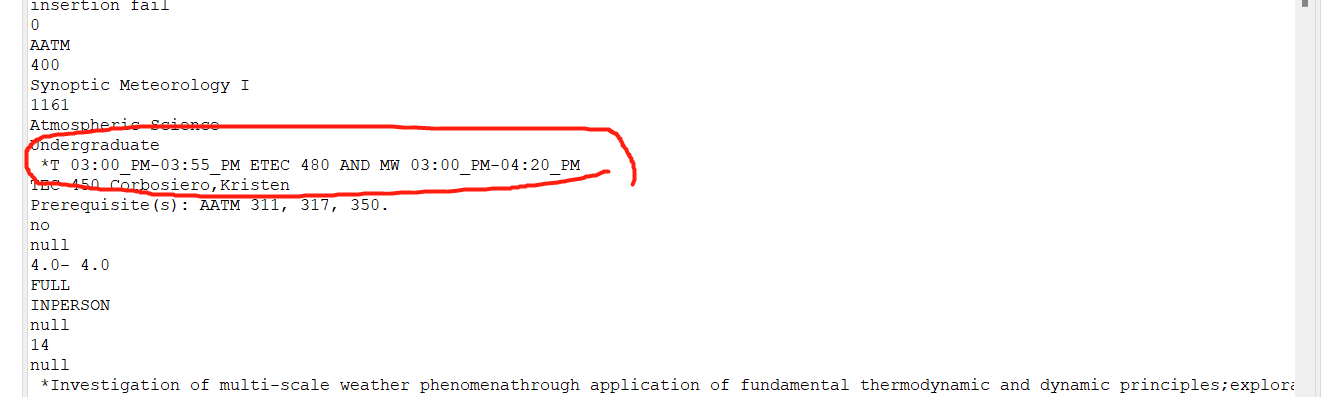 insertion fail
0
AATM
400
Synoptic Meteorology I
1161
Atmospheric Science
Undergraduate
*T 03:00_PM-03:55_PM ETEC 480 AND MW 03:00_PM-04:20_PM
TEC 450 Corbosiero,Kristen
Prerequisite(s): AATM 311, 317, 350.
no
null
4.0- 4.0
FULL
INPERSON
null
14
null
*Investigation of multi-scale weather phenomenathrough application of fundamental thermodynamic and dynamic principles;explora